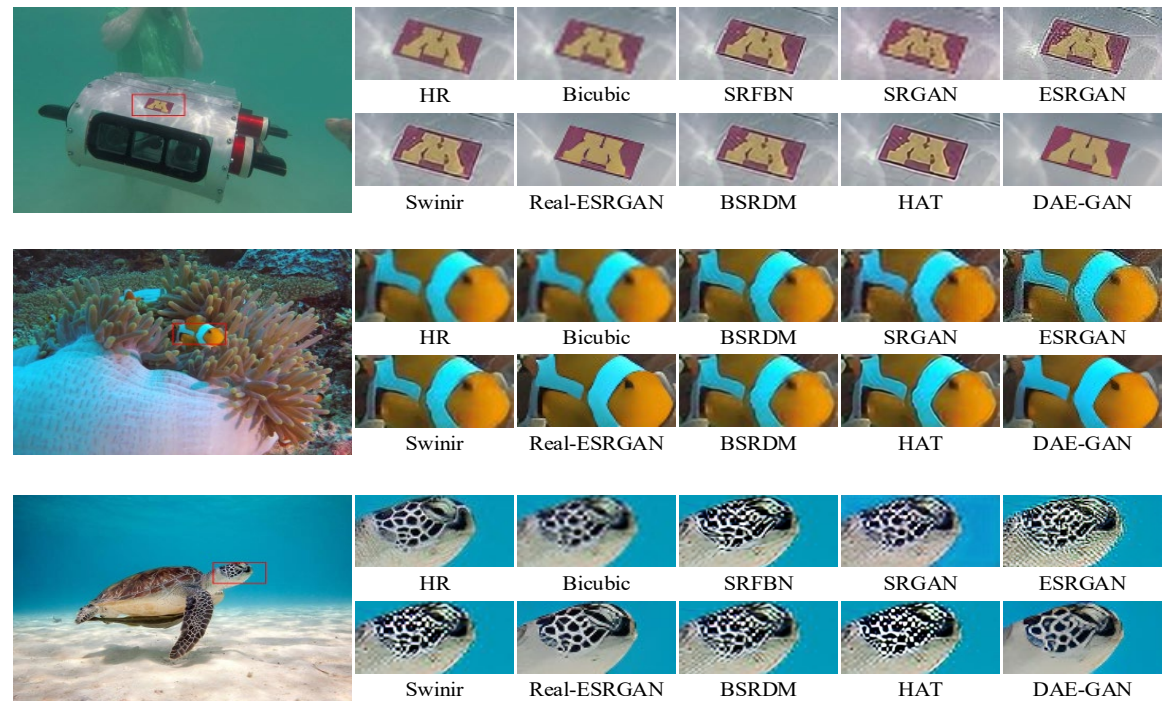 HR Bicubic SRFBN SRGAN ESRGAN
Swinir Real-ESRGAN BSRDM HAT DAE-GAN
HR Bicubic BSRDM SRGAN ESRGAN
Swinir Real-ESRGAN BSRDM HAT DAE-GAN
HR Bicubic SRFBN SRGAN ESRGAN
Swinir Real-ESRGAN BSRDM HAT DAE-GAN